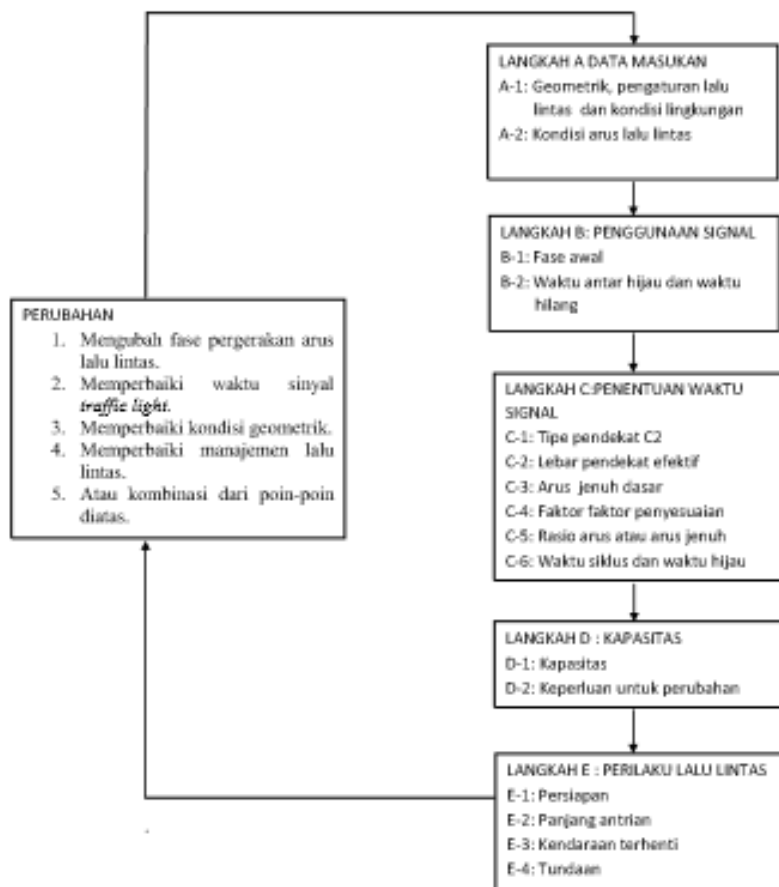 LANGKAH A DATA MASUKAN
A-1: Geometrik, pengaturan lalu
lintas dan kondisi lingkungan
A-2: Kondisi arus lalu lintas
LANGKAH B: PENGGUNAAN SIGNAL
B-1: Fase awal
B-2: Waktu antar hijau dan waktu
hilang
PERUBAHAN
1. Mengubah fase pergerakan arus
lalu lintas.
2. Memperbaiki waktu sinyal
traffic light.
3. Memperbaiki kondisi geometrik.
4. Memperbaiki manajemen lalu
lintas.
5. Atau kombinasi dari poin-poin
diatas.
LANGKAH C:PENENTUAN WAKTU
SIGNAL
C-1: Tipe pendekat C2
C-2: Lebar pendekat efektif
C-3: Arus jenuh dasar
C-4: Faktor faktor penyesuaian
C-5: Rasio arus atau arus jenuh
C-6: Waktu siklus dan waktu hijau
LANGKAH D : KAPASITAS
D-1: Kapasitas
D-2: Keperluan untuk perubahan
LANGKAH E : PERILAKU LALU LINTAS
E-1: Persiapan
E-2: Panjang antrian
E-3: Kendaraan terhenti
E-4: Tundaan